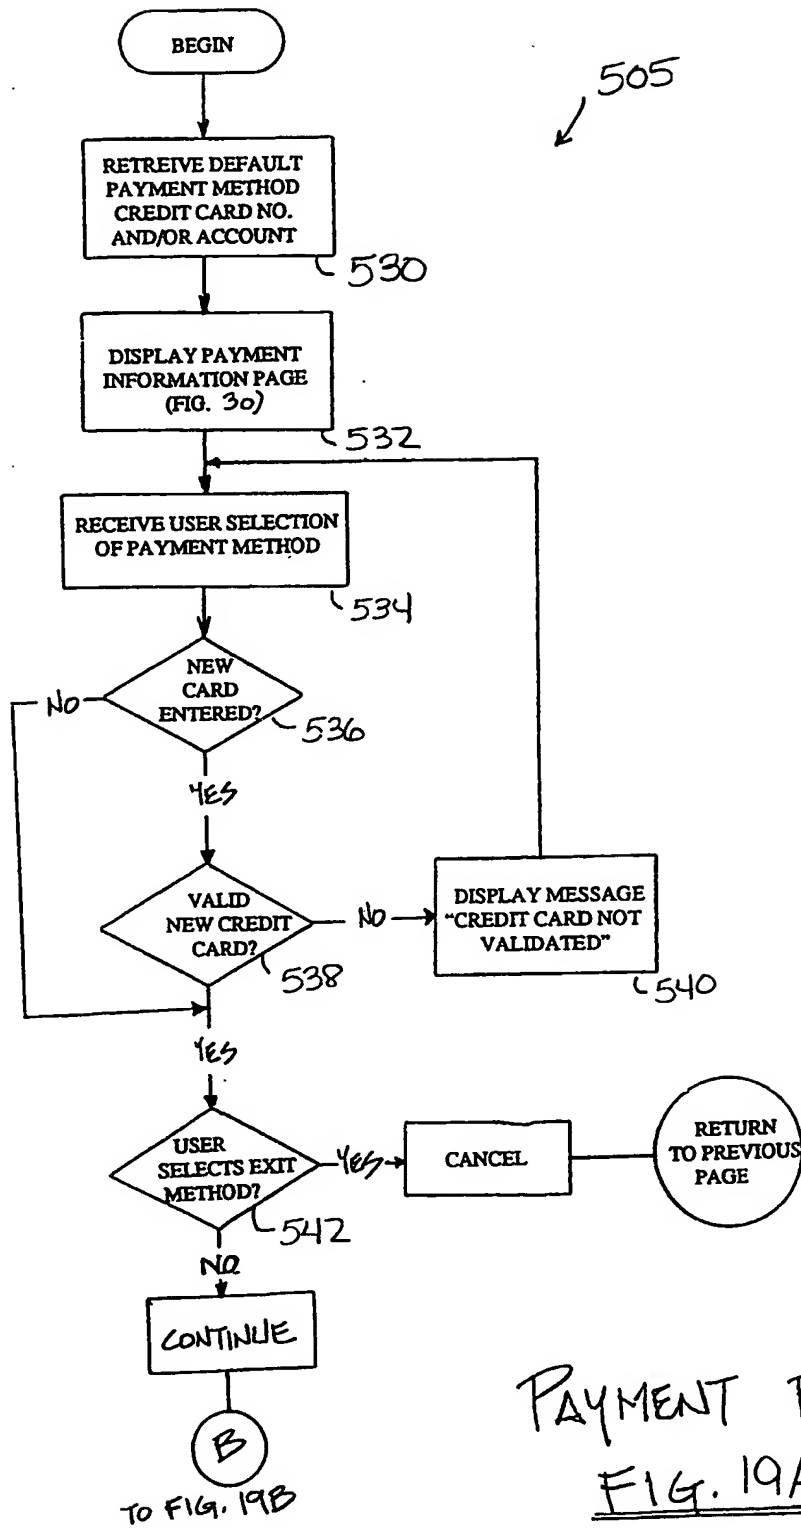 BEGIN
505
RETREIVE DEFAULT
PAYMENT METHOD
CREDIT CARD NO.
AND/OR ACCOUNT
530
DISPLAY PAYMENT
INFORMATION PAGE
(FIG. 30)
532
RECEIVE USER SELECTION
OF PAYMENT METHOD
534
NEW
CARD
ENTERED?
NO
536
YES
VALID
NEW CREDIT
CARD?
NO
538
DISPLAY MESSAGE
"CREDIT CARD NOT
VALIDATED"
540
YES
USER
SELECTS EXIT
METHOD?
YES
542
CANCEL
RETURN
TO PREVIOUS
PAGE
NO
CONTINUE
B
TO FIG. 19B
PAYMENT
FIG. 19A